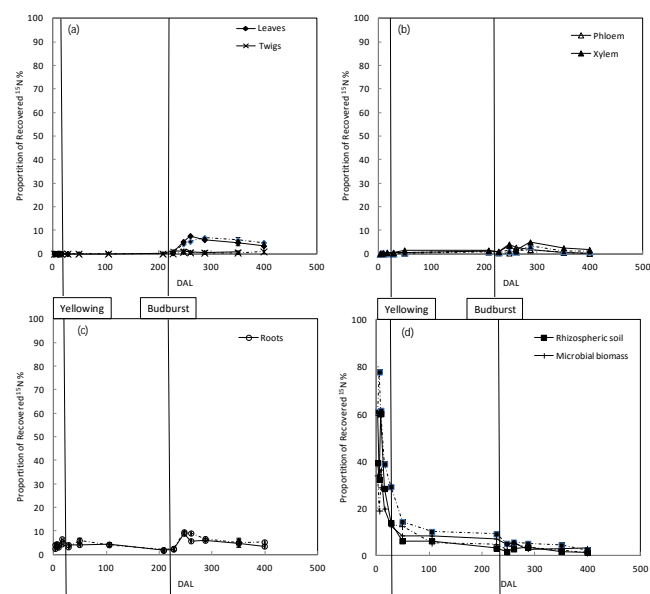 (a)
Leaves
Twigs
Proportition of Recovered ¹⁵N %
100
90
80
70
60
50
40
30
20
10
0
0 100 200 300 400 500
DAL
(b)
Phloem
Xylem
Proportition of Recovered ¹⁵N %
100
90
80
70
60
50
40
30
20
10
0
0 100 200 300 400 500
DAL
Yellowing
Budburst
Yellowing
Budburst
(c)
Roots
Proportition of Recovered ¹⁵N %
100
90
80
70
60
50
40
30
20
10
0
0 100 200 300 400 500
DAL
(d)
Rhizospheric soil
Microbial biomass
Proportition of Recovered ¹⁵N %
100
80
60
40
20
0
0 100 200 300 400 500
DAL